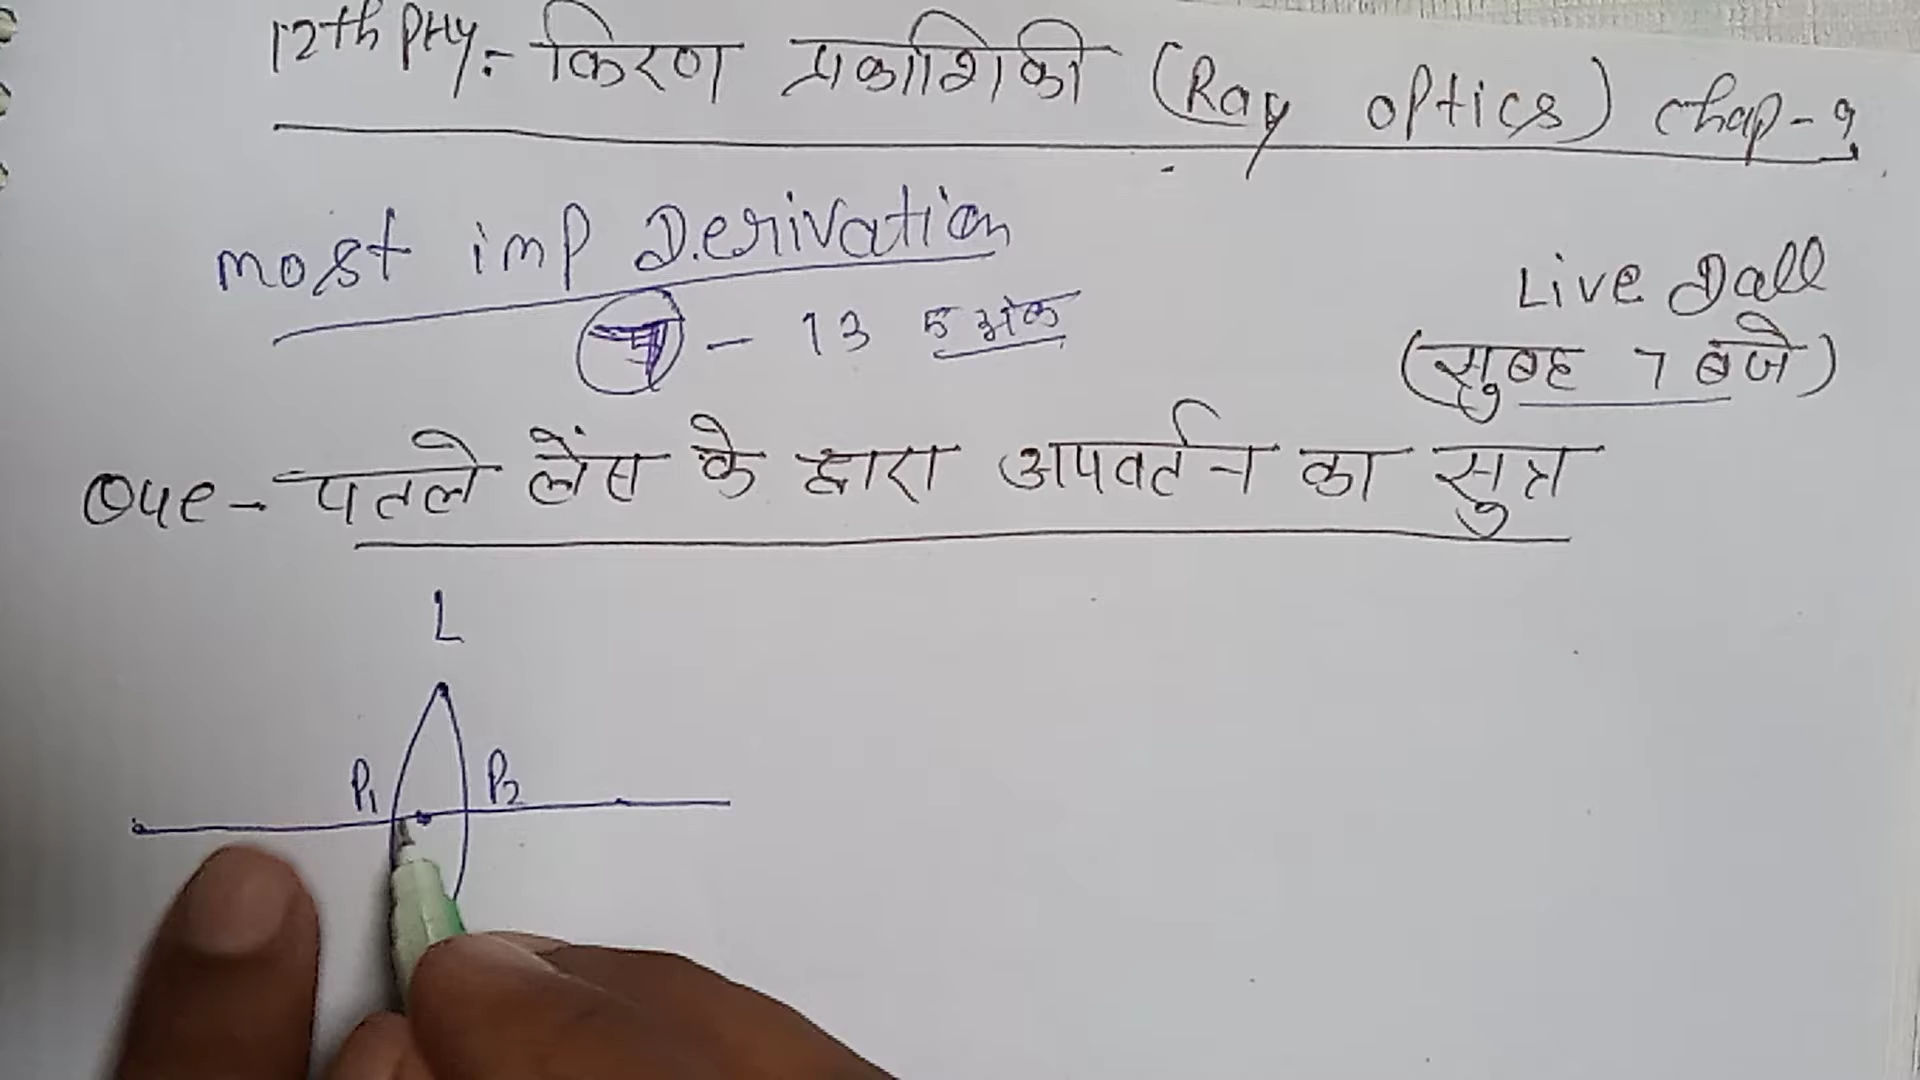 12th PHY:- किरण प्रकाशिकी (Ray optics) chap-9
most imp Derivation
- 13 5 अंक
Live Dall
(सुबह 7 बजे)
Que- पतले लेंस के द्वारा अपवर्तन का सुत्र
L
P1 P2